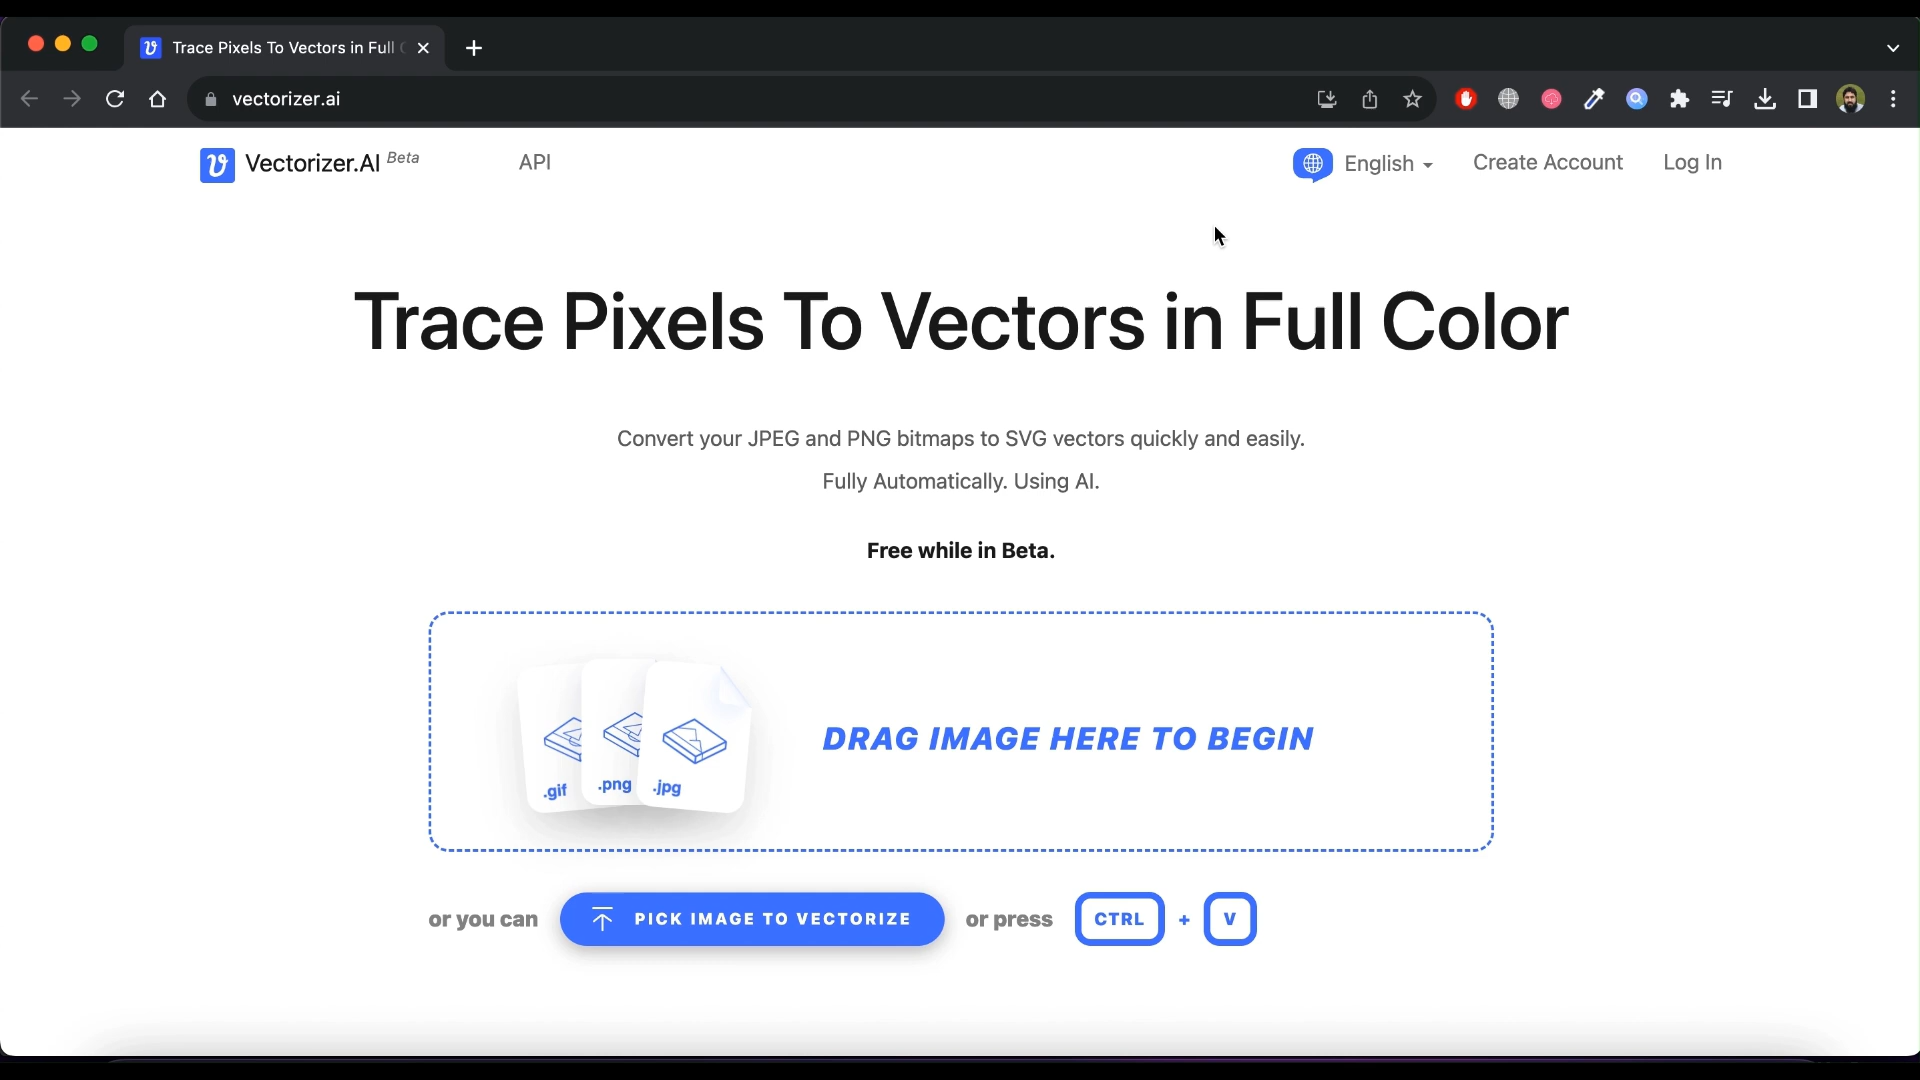 Trace Pixels To Vectors in Full
vectorizer.ai
Vectorizer.AI Beta
API
English
Create Account
Log In
Trace Pixels To Vectors in Full Color
Convert your JPEG and PNG bitmaps to SVG vectors quickly and easily.
Fully Automatically. Using AI.
Free while in Beta.
.gif
.png
.jpg
DRAG IMAGE HERE TO BEGIN
or you can PICK IMAGE TO VECTORIZE or press CTRL + V